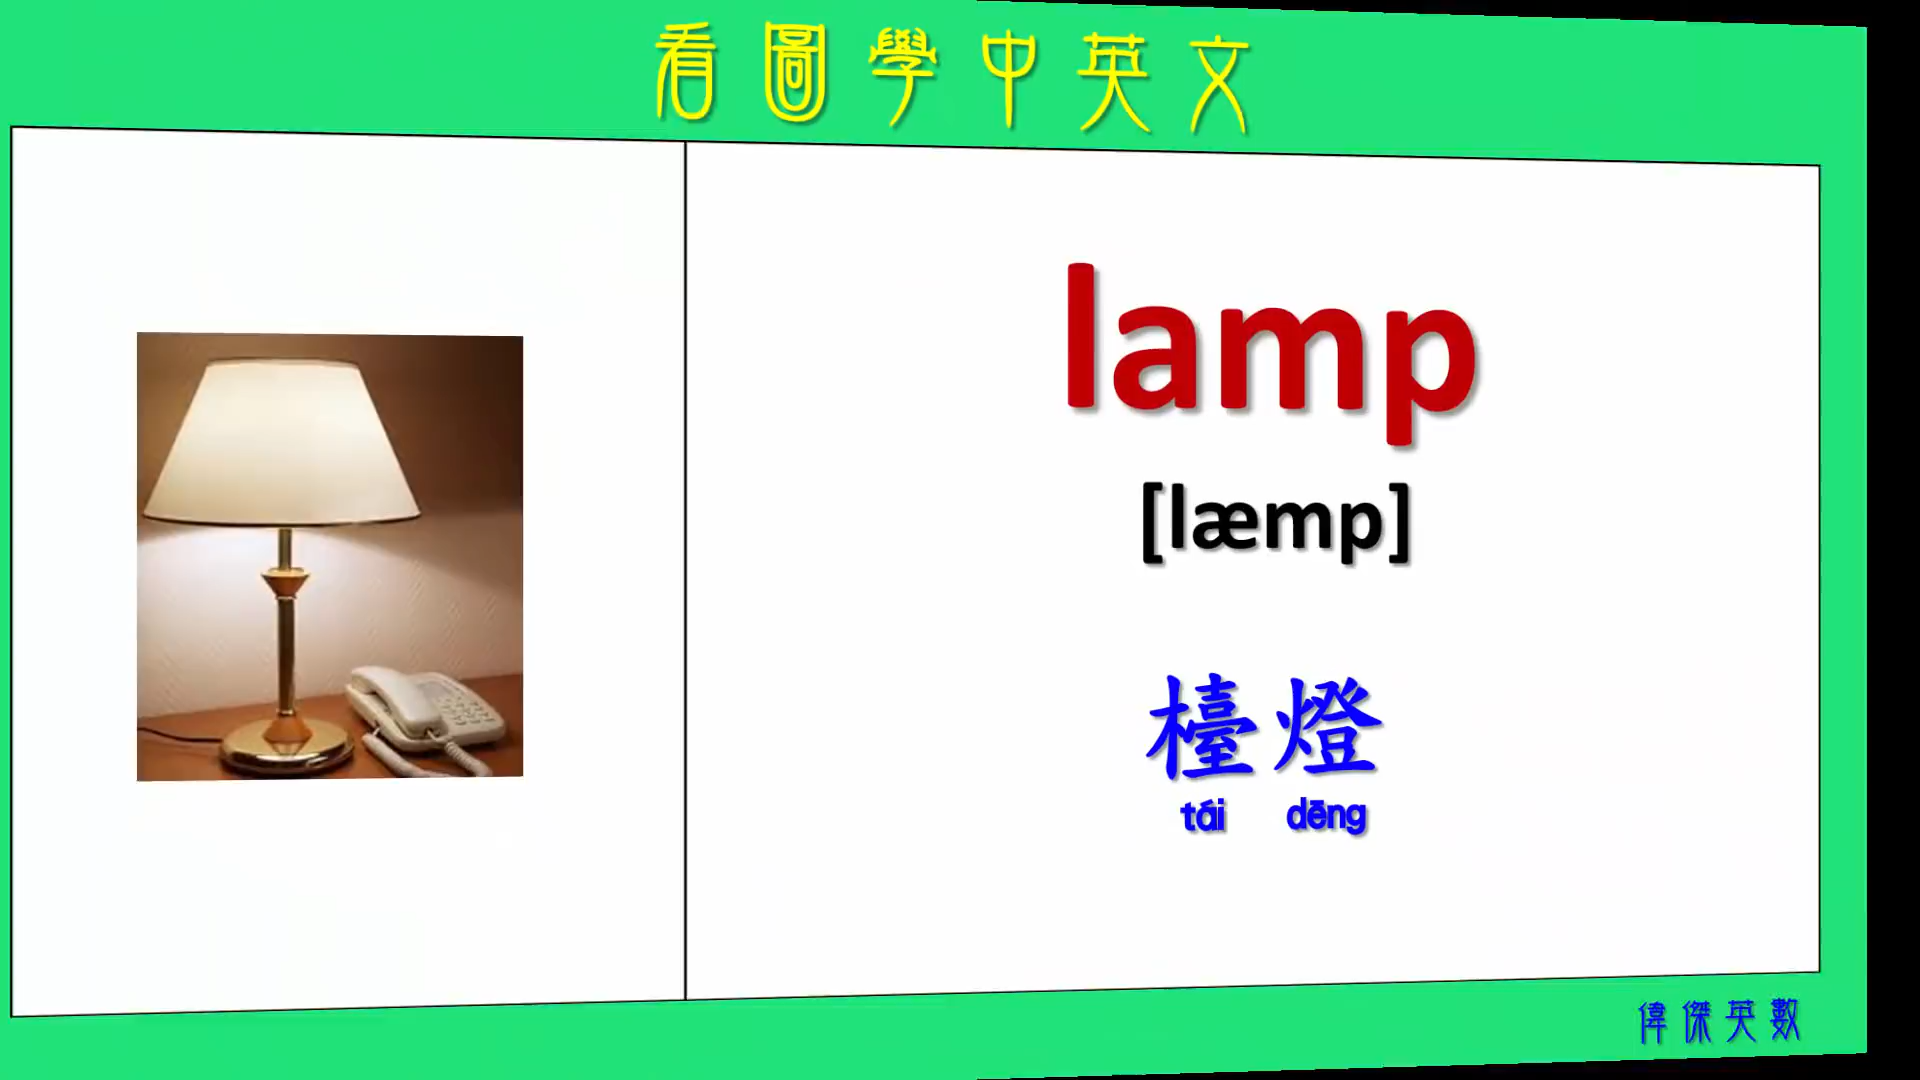 看圖學中英文
lamp
[læmp]
檯燈
tái dēng
偉傑英數